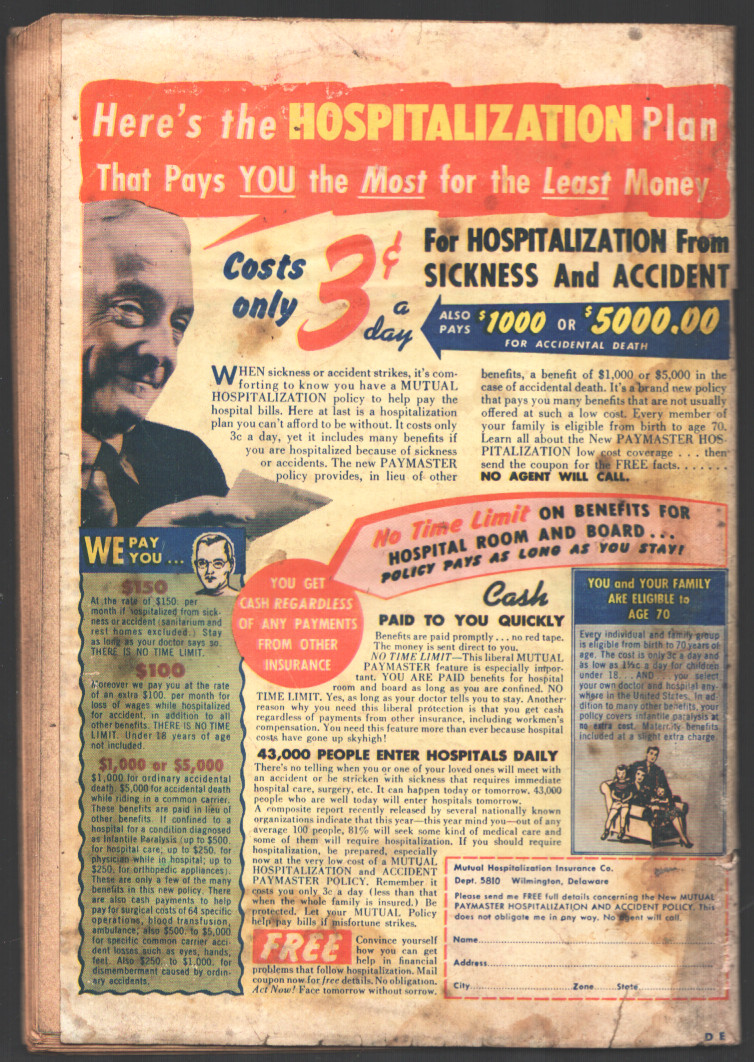 Here's the HOSPITALIZATION Plan
That Pays YOU the Most for the Least Money
Costs
only
3¢
a
day
For HOSPITALIZATION From
SICKNESS And ACCIDENT
ALSO
PAYS
$1000 OR $5000.00
FOR ACCIDENTAL DEATH
WHEN sickness or accident strikes, it's com-
forting to know you have a MUTUAL
HOSPITALIZATION policy to help pay the
hospital bills. Here at last is a hospitalization
plan you can't afford to be without. It costs only
3c a day, yet it includes many benefits if
you are hospitalized because of sickness
or accidents. The new PAYMASTER
policy provides, in lieu of other
benefits, a benefit of $1,000 or $5,000 in the
case of accidental death. It's a brand new policy
that pays you many benefits that are not usually
offered at such a low cost. Every member of
your family is eligible from birth to age 70.
Learn all about the New PAYMASTER HOS-
PITALIZATION low cost coverage . . . then
send the coupon for the FREE facts. . . . . . .
NO AGENT WILL CALL.
No Time Limit ON BENEFITS FOR
HOSPITAL ROOM AND BOARD...
POLICY PAYS AS LONG AS YOU STAY!
WE PAY
YOU...
$150
At the rate of $150. per
month if hospitalized from sick-
ness or accident (sanitarium and
rest homes excluded.) Stay
as long as your doctor says so.
THERE IS NO TIME LIMIT.
$100
Moreover we pay you at the rate
of an extra $100. per month for
loss of wages while hospitalized
for accident, in addition to all
other benefits. THERE IS NO TIME
LIMIT. Under 18 years of age
not included.
$1,000 or $5,000
$1,000 for ordinary accidental
death. $5,000 for accidental death
while riding in a common carrier.
These benefits are paid in lieu of
other benefits. If confined to a
hospital for a condition diagnosed
as Infantile Paralysis (up to $500.
for hospital care; up to $250. for
physician while in hospital; up to
$250. for orthopedic appliances).
These are only a few of the many
benefits in this new policy. There
are also cash payments to help
pay for surgical costs of 64 specific
operations, blood transfusion,
ambulance; also $500. to $5,000
for specific common carrier acci-
dent losses such as eyes, hands,
feet. Also $250. to $1,000. for
dismemberment caused by ordin-
ary accidents.
YOU GET
CASH REGARDLESS
OF ANY PAYMENTS
FROM OTHER
INSURANCE
Cash
PAID TO YOU QUICKLY
Benefits are paid promptly . . . no red tape.
The money is sent direct to you.
NO TIME LIMIT—This liberal MUTUAL
PAYMASTER feature is especially impor-
tant. YOU ARE PAID benefits for hospital
room and board as long as you are confined. NO
TIME LIMIT. Yes, as long as your doctor tells you to stay. Another
reason why you need this liberal protection is that you get cash
regardless of payments from other insurance, including workmen's
compensation. You need this feature more than ever because hospital
costs have gone up skyhigh!
43,000 PEOPLE ENTER HOSPITALS DAILY
There's no telling when you or one of your loved ones will meet with
an accident or be stricken with sickness that requires immediate
hospital care, surgery, etc. It can happen today or tomorrow. 43,000
people who are well today will enter hospitals tomorrow.
A composite report recently released by several nationally known
organizations indicate that this year—this year mind you—out of any
average 100 people, 81% will seek some kind of medical care and
some of them will require hospitalization. If you should require
hospitalization, be prepared, especially
now at the very low cost of a MUTUAL
HOSPITALIZATION and ACCIDENT
PAYMASTER POLICY. Remember it
costs you only 3c a day (less than that
when the whole family is insured.) Be
protected. Let your MUTUAL Policy
help pay bills if misfortune strikes.
FREE
Convince yourself
how you can get
help in financial
problems that follow hospitalization. Mail
coupon now for free details. No obligation.
Act Now! Face tomorrow without sorrow.
YOU and YOUR FAMILY
ARE ELIGIBLE to
AGE 70
Every individual and family group
is eligible from birth to 70 years of
age. The cost is only 3c a day and
as low as 1½c a day for children
under 18. . . AND . . . you select
your own doctor and hospital any-
where in the United States. In ad-
dition to many other benefits, your
policy covers infantile paralysis at
no extra cost. Maternity benefits
included at a slight extra charge.
Mutual Hospitalization Insurance Co.
Dept. 5810 Wilmington, Delaware
Please send me FREE full details concerning the New MUTUAL
PAYMASTER HOSPITALIZATION AND ACCIDENT POLICY. This
does not obligate me in any way. No agent will call.
Name
Address
City Zone State
D E